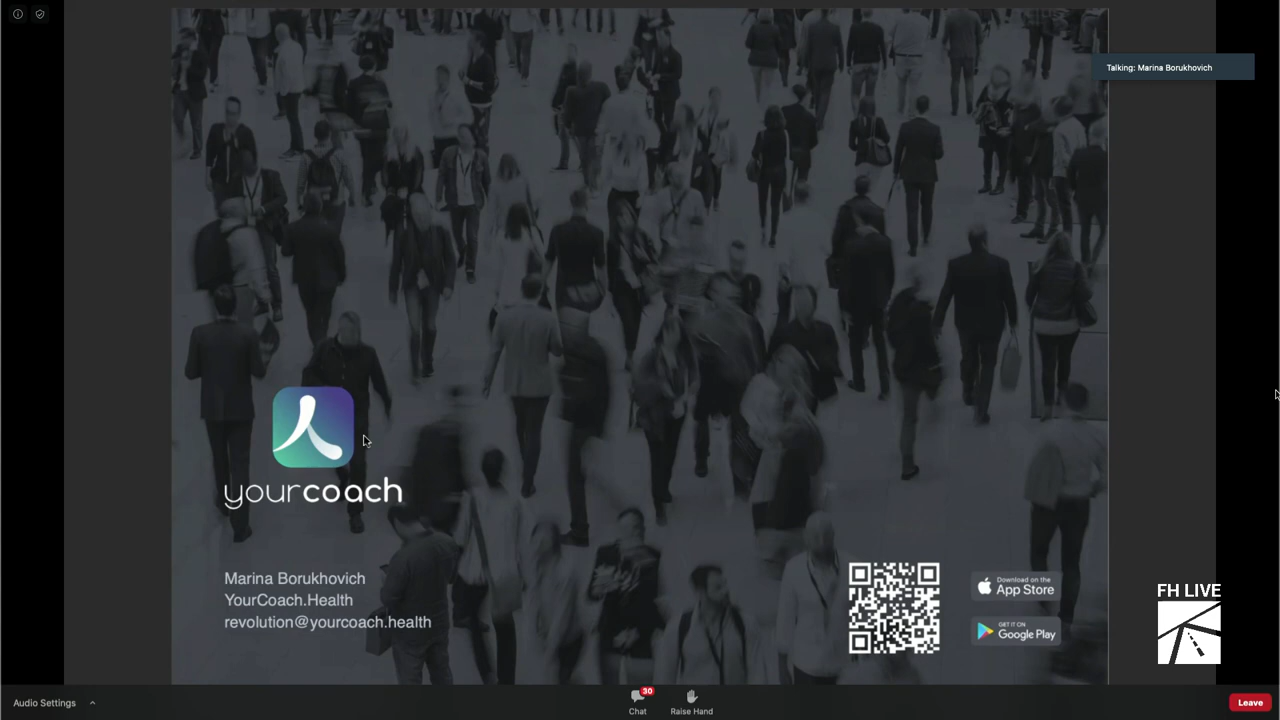 Talking: Marina Borukhovich
yourcoach
Marina Borukhovich
YourCoach.Health
revolution@yourcoach.health
Download on the
App Store
GET IT ON
Google Play
FH LIVE
Audio Settings
30
Chat
Raise Hand
Leave